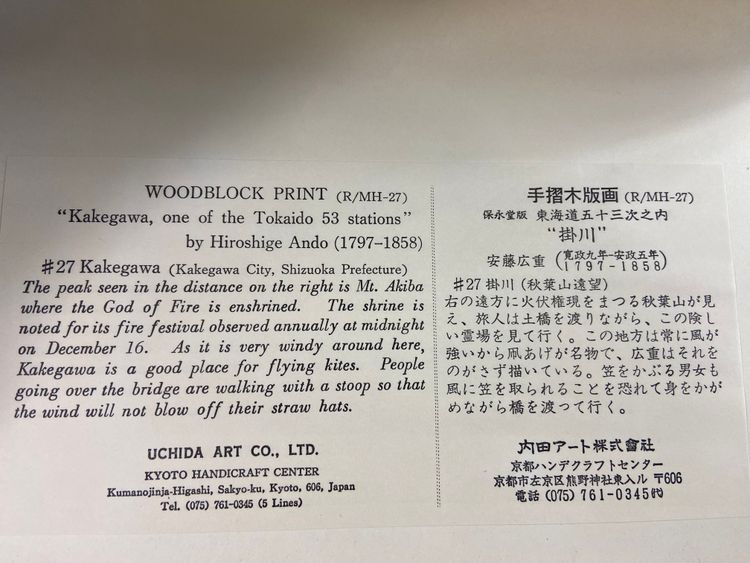 WOODBLOCK PRINT (R/MH-27)
"Kakegawa, one of the Tokaido 53 stations"
by Hiroshige Ando (1797-1858)
#27 Kakegawa (Kakegawa City, Shizuoka Prefecture)
The peak seen in the distance on the right is Mt. Akiba
where the God of Fire is enshrined. The shrine is
noted for its fire festival observed annually at midnight
on December 16. As it is very windy around here,
Kakegawa is a good place for flying kites. People
going over the bridge are walking with a stoop so that
the wind will not blow off their straw hats.
UCHIDA ART CO., LTD.
KYOTO HANDICRAFT CENTER
Kumanojinja-Higashi, Sakyo-ku, Kyoto, 606, Japan
Tel. (075) 761-0345 (5 Lines)
手摺木版画 (R/MH-27)
保永堂版 東海道五十三次之内
"掛川"
安藤広重 (寛政九年-安政五年 1797-1858)
#27 掛川 (秋葉山遠望)
右の遠方に火伏権現をまつる秋葉山が見
え、旅人は土橋を渡りながら、この険し
い霊場を見て行く。この地方は常に風が
強いから凧あげが名物で、広重はそれを
のがさず描いている。笠をかぶる男女も
風に笠を取られることを恐れて身をかが
めながら橋を渡って行く。
内田アート株式會社
京都ハンデクラフトセンター
京都市左京区熊野神社東入ル 〒606
電話 (075) 761-0345㈹